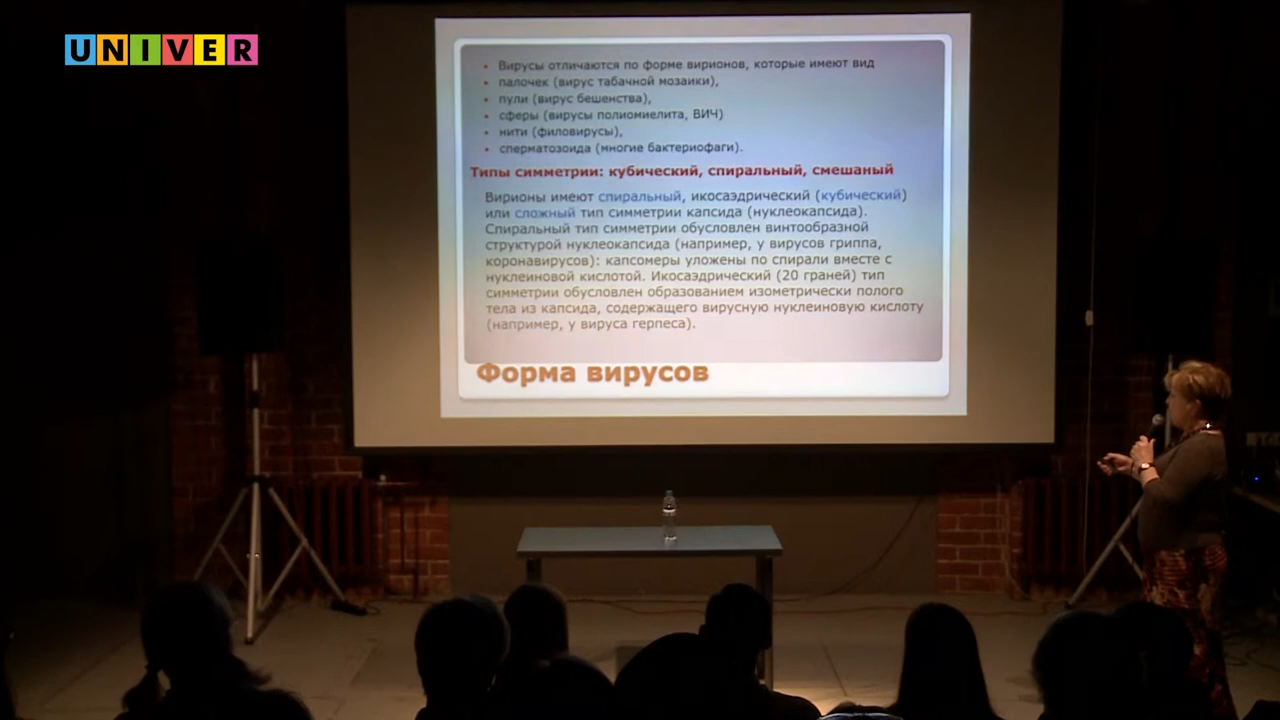 UNIVER
Вирусы отличаются по форме вирионов, которые имеют вид
палочек (вирус табачной мозаики),
пули (вирус бешенства),
сферы (вирусы полиомиелита, ВИЧ)
нити (филовирусы),
сперматозоида (многие бактериофаги).
Типы симметрии: кубический, спиральный, смешаный
Вирионы имеют спиральный, икосаэдрический (кубический)
или сложный тип симметрии капсида (нуклеокапсида).
Спиральный тип симметрии обусловлен винтообразной
структурой нуклеокапсида (например, у вирусов гриппа,
коронавирусов): капсомеры уложены по спирали вместе с
нуклеиновой кислотой. Икосаэдрический (20 граней) тип
симметрии обусловлен образованием изометрически полого
тела из капсида, содержащего вирусную нуклеиновую кислоту
(например, у вируса герпеса).
Форма вирусов